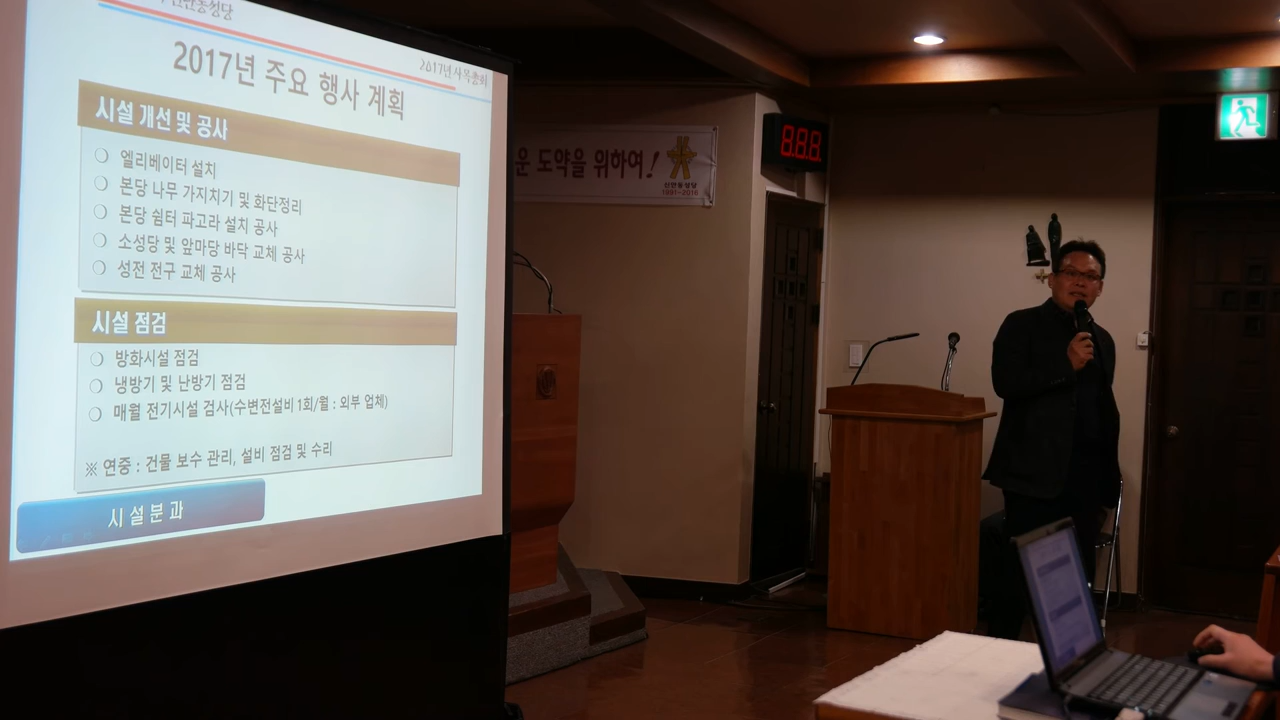 2017년 사목총회
2017년 주요 행사 계획
시설 개선 및 공사
○ 엘리베이터 설치
○ 본당 나무 가지치기 및 화단정리
○ 본당 쉼터 파고라 설치 공사
○ 소성당 및 앞마당 바닥 교체 공사
○ 성전 전구 교체 공사
시설 점검
○ 방화시설 점검
○ 냉방기 및 난방기 점검
○ 매월 전기시설 검사(수변전설비 1회/월 : 외부 업체)
※ 연중 : 건물 보수 관리, 설비 점검 및 수리
시설분과
운 도약을 위하여!
신안동성당
1891-2016
888